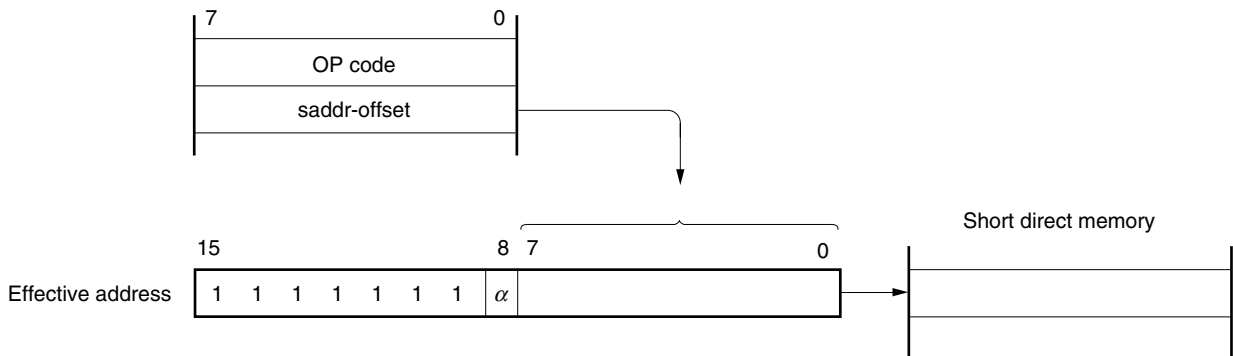 7 0
OP code
saddr-offset
Short direct memory
15 8 7 0
Effective address 1 1 1 1 1 1 1 α